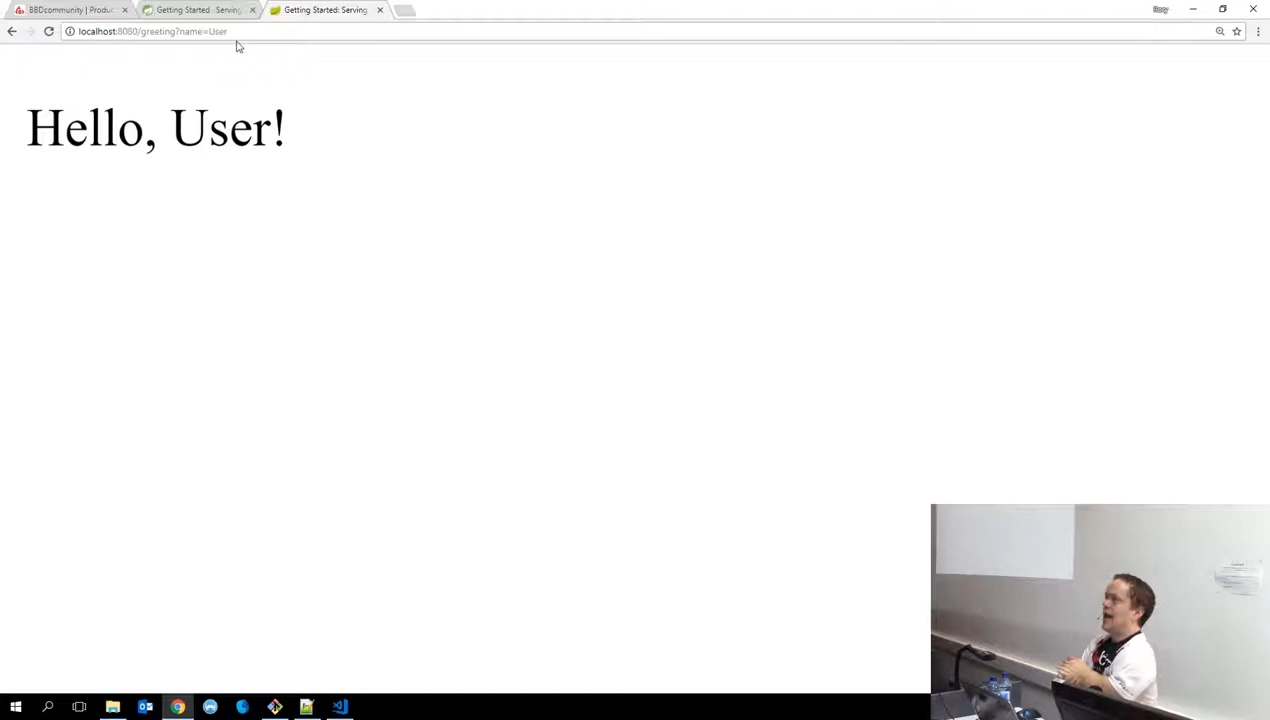 BBDcommunity | Produc
Getting Started · Serving
Getting Started: Serving
localhost:8080/greeting?name=User
Hello, User!